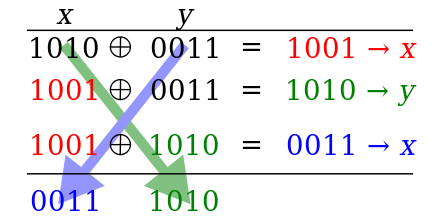 x y
1010 ⊕ 0011 = 1001 → x
1001 ⊕ 0011 = 1010 → y
1001 ⊕ 1010 = 0011 → x
0011 1010